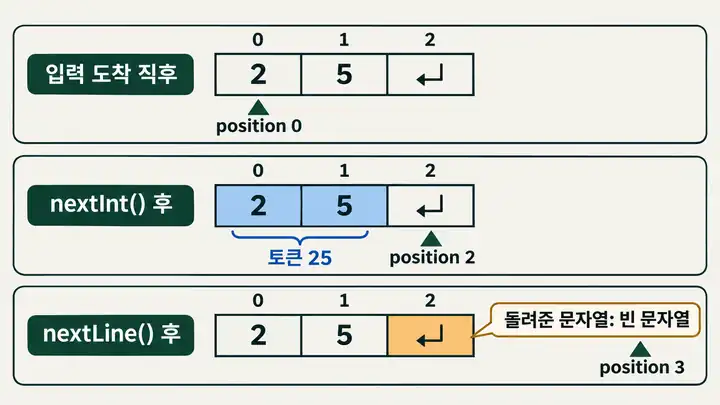 0 1 2
입력 도착 직후
2 5 ↵
position 0
0 1 2
nextInt() 후
2 5 ↵
토큰 25
position 2
0 1 2
nextLine() 후
2 5 ↵
돌려준 문자열: 빈 문자열
position 3